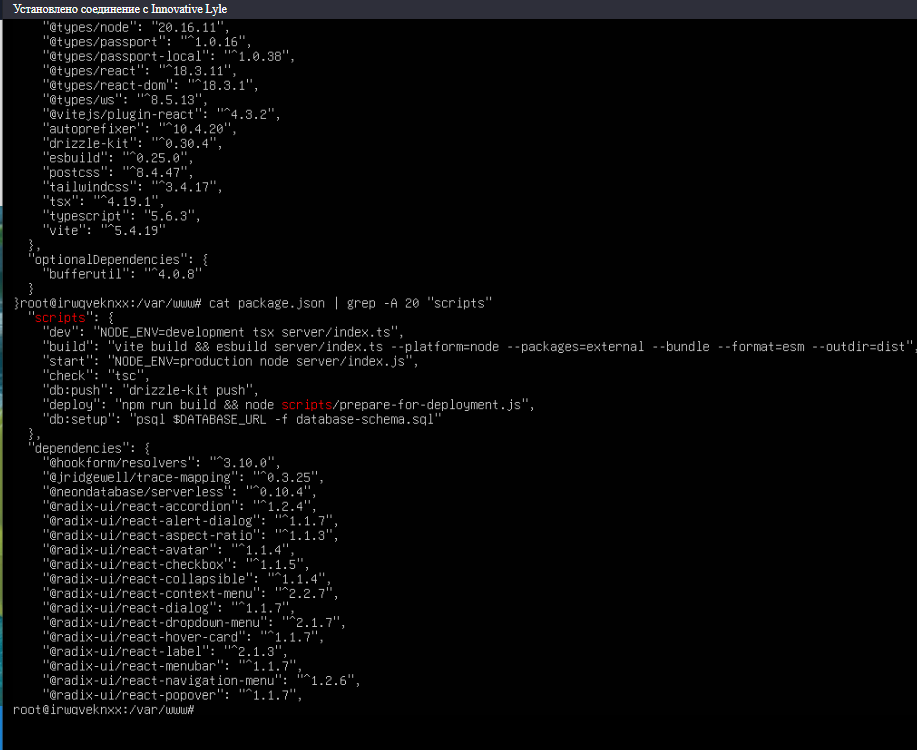 Установлено соединение с Innovative Lyle
"@types/node": "20.16.11",
"@types/passport": "^1.0.16",
"@types/passport-local": "^1.0.38",
"@types/react": "^18.3.11",
"@types/react-dom": "^18.3.1",
"@types/ws": "^8.5.13",
"@vitejs/plugin-react": "^4.3.2",
"autoprefixer": "^10.4.20",
"drizzle-kit": "^0.30.4",
"esbuild": "^0.25.0",
"postcss": "^8.4.47",
"tailwindcss": "^3.4.17",
"tsx": "^4.19.1",
"typescript": "5.6.3",
"vite": "^5.4.19"
},
"optionalDependencies": {
"bufferutil": "^4.0.8"
}
}root@irwqveknxx:/var/www# cat package.json | grep -A 20 "scripts"
"scripts": {
"dev": "NODE_ENV=development tsx server/index.ts",
"build": "vite build && esbuild server/index.ts --platform=node --packages=external --bundle --format=esm --outdir=dist",
"start": "NODE_ENV=production node server/index.js",
"check": "tsc",
"db:push": "drizzle-kit push",
"deploy": "npm run build && node scripts/prepare-for-deployment.js",
"db:setup": "psql $DATABASE_URL -f database-schema.sql"
},
"dependencies": {
"@hookform/resolvers": "^3.10.0",
"@jridgewell/trace-mapping": "^0.3.25",
"@neondatabase/serverless": "^0.10.4",
"@radix-ui/react-accordion": "^1.2.4",
"@radix-ui/react-alert-dialog": "^1.1.7",
"@radix-ui/react-aspect-ratio": "^1.1.3",
"@radix-ui/react-avatar": "^1.1.4",
"@radix-ui/react-checkbox": "^1.1.5",
"@radix-ui/react-collapsible": "^1.1.4",
"@radix-ui/react-context-menu": "^2.2.7",
"@radix-ui/react-dialog": "^1.1.7",
"@radix-ui/react-dropdown-menu": "^2.1.7",
"@radix-ui/react-hover-card": "^1.1.7",
"@radix-ui/react-label": "^2.1.3",
"@radix-ui/react-menubar": "^1.1.7",
"@radix-ui/react-navigation-menu": "^1.2.6",
"@radix-ui/react-popover": "^1.1.7",
root@irwqveknxx:/var/www#